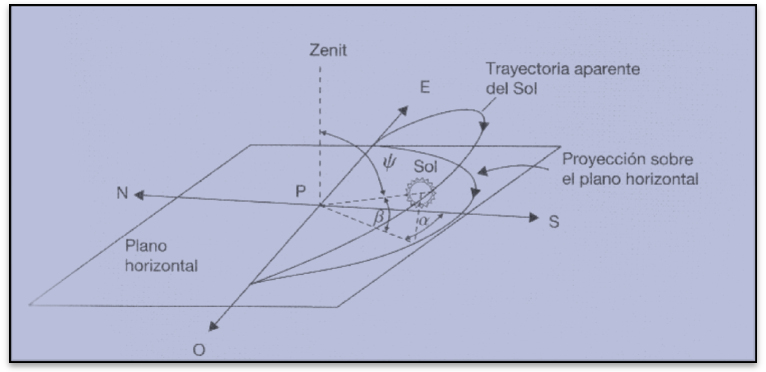 Zenit
Trayectoria aparente
del Sol
E
ψ
Sol
Proyección sobre
el plano horizontal
N
P
β
α
S
Plano
horizontal
O